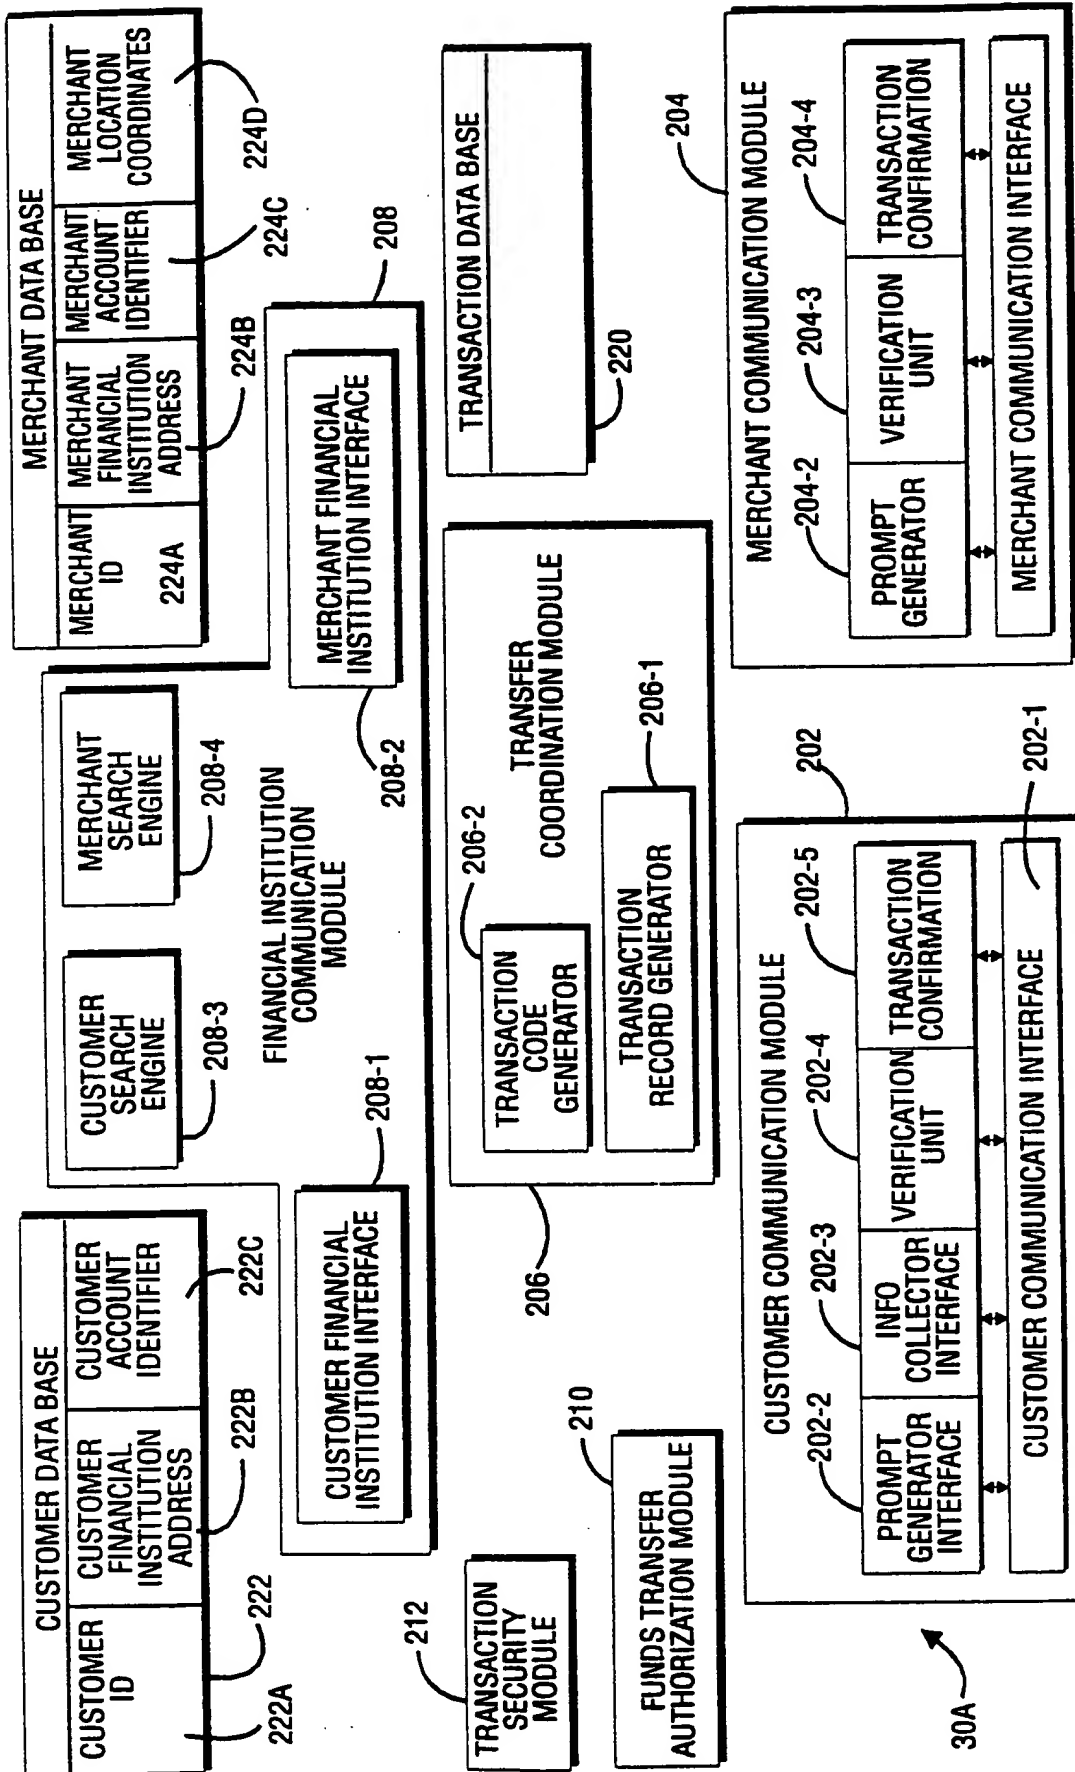 CUSTOMER DATA BASE
CUSTOMER
ID
222A
CUSTOMER
FINANCIAL
INSTITUTION
ADDRESS
CUSTOMER
ACCOUNT
IDENTIFIER
222
222B
222C
CUSTOMER
SEARCH
ENGINE
208-3
MERCHANT
SEARCH
ENGINE
208-4
FINANCIAL INSTITUTION
COMMUNICATION
MODULE
208-1
CUSTOMER FINANCIAL
INSTITUTION INTERFACE
MERCHANT FINANCIAL
INSTITUTION INTERFACE
208-2
208
MERCHANT DATA BASE
MERCHANT
ID
224A
MERCHANT
FINANCIAL
INSTITUTION
ADDRESS
224B
MERCHANT
ACCOUNT
IDENTIFIER
224C
MERCHANT
LOCATION
COORDINATES
224D
212
TRANSACTION
SECURITY
MODULE
210
FUNDS TRANSFER
AUTHORIZATION MODULE
206
206-2
TRANSACTION
CODE
GENERATOR
TRANSFER
COORDINATION MODULE
206-1
TRANSACTION
RECORD GENERATOR
TRANSACTION DATA BASE
220
30A
CUSTOMER COMMUNICATION MODULE
202
202-2
202-3
202-4
202-5
PROMPT
GENERATOR
INTERFACE
INFO
COLLECTOR
INTERFACE
VERIFICATION
UNIT
TRANSACTION
CONFIRMATION
CUSTOMER COMMUNICATION INTERFACE
202-1
MERCHANT COMMUNICATION MODULE
204
204-2
204-3
204-4
PROMPT
GENERATOR
VERIFICATION
UNIT
TRANSACTION
CONFIRMATION
MERCHANT COMMUNICATION INTERFACE